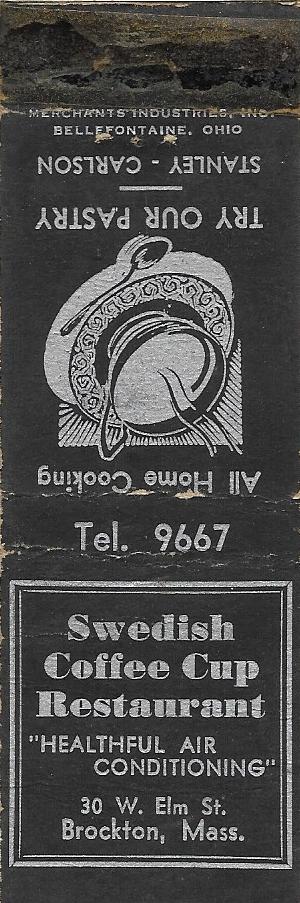 MERCHANTS INDUSTRIES, INC.
BELLEFONTAINE, OHIO
All Home Cooking
TRY OUR PASTRY
STANLEY - CARLSON
Tel. 9667
Swedish
Coffee Cup
Restaurant
"HEALTHFUL AIR
CONDITIONING"
30 W. Elm St.
Brockton, Mass.